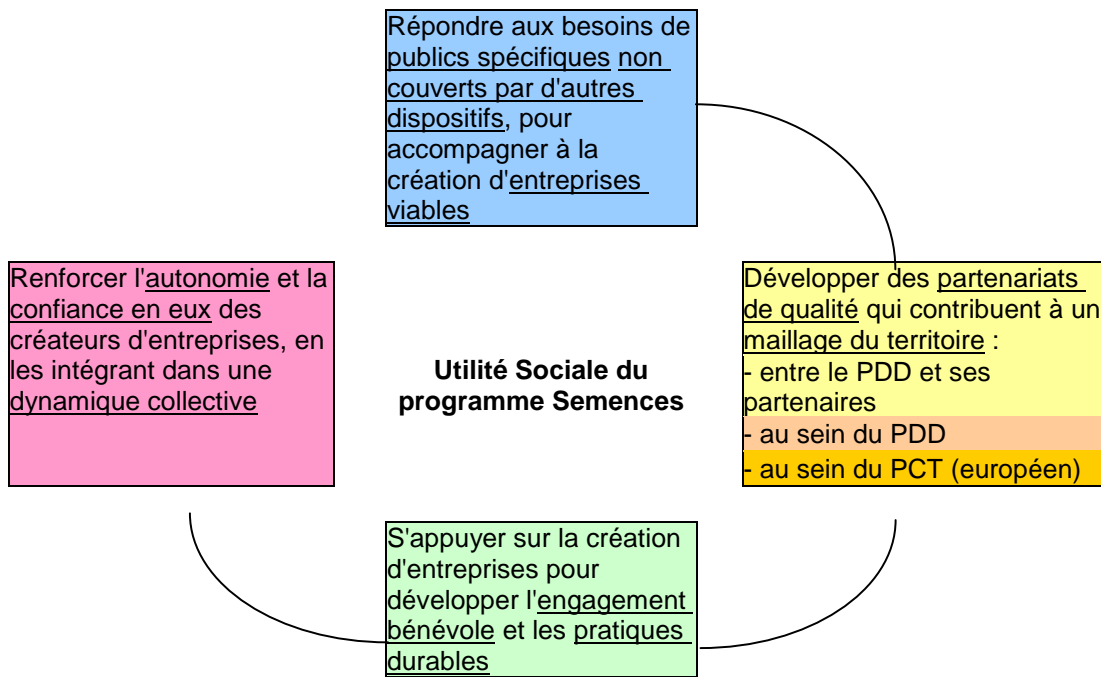 Répondre aux besoins de
publics spécifiques non
couverts par d'autres
dispositifs, pour
accompagner à la
création d'entreprises
viables
Renforcer l'autonomie et la
confiance en eux des
créateurs d'entreprises, en
les intégrant dans une
dynamique collective
Utilité Sociale du
programme Semences
Développer des partenariats
de qualité qui contribuent à un
maillage du territoire :
- entre le PDD et ses
partenaires
- au sein du PDD
- au sein du PCT (européen)
S'appuyer sur la création
d'entreprises pour
développer l'engagement
bénévole et les pratiques
durables